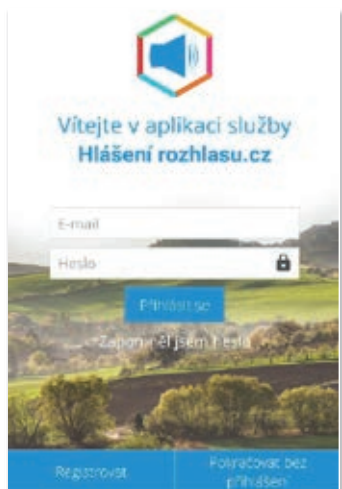 Vítejte v aplikaci služby
Hlášení rozhlasu.cz
E-mail
Heslo
Přihlásit se
Zapomněl jsem heslo
Registrovat
Pokračovat bez
přihlášení